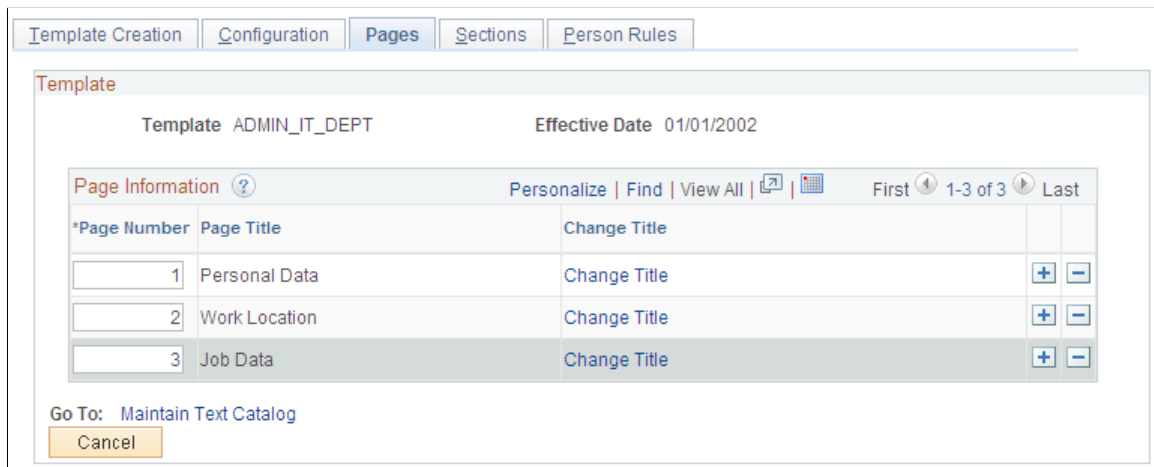 Template Creation Configuration Pages Sections Person Rules
Template
Template ADMIN_IT_DEPT Effective Date 01/01/2002
Page Information ? Personalize | Find | View All | | First 1-3 of 3 Last
*Page Number Page Title Change Title
1 Personal Data Change Title + −
2 Work Location Change Title + −
3 Job Data Change Title + −
Go To: Maintain Text Catalog
Cancel